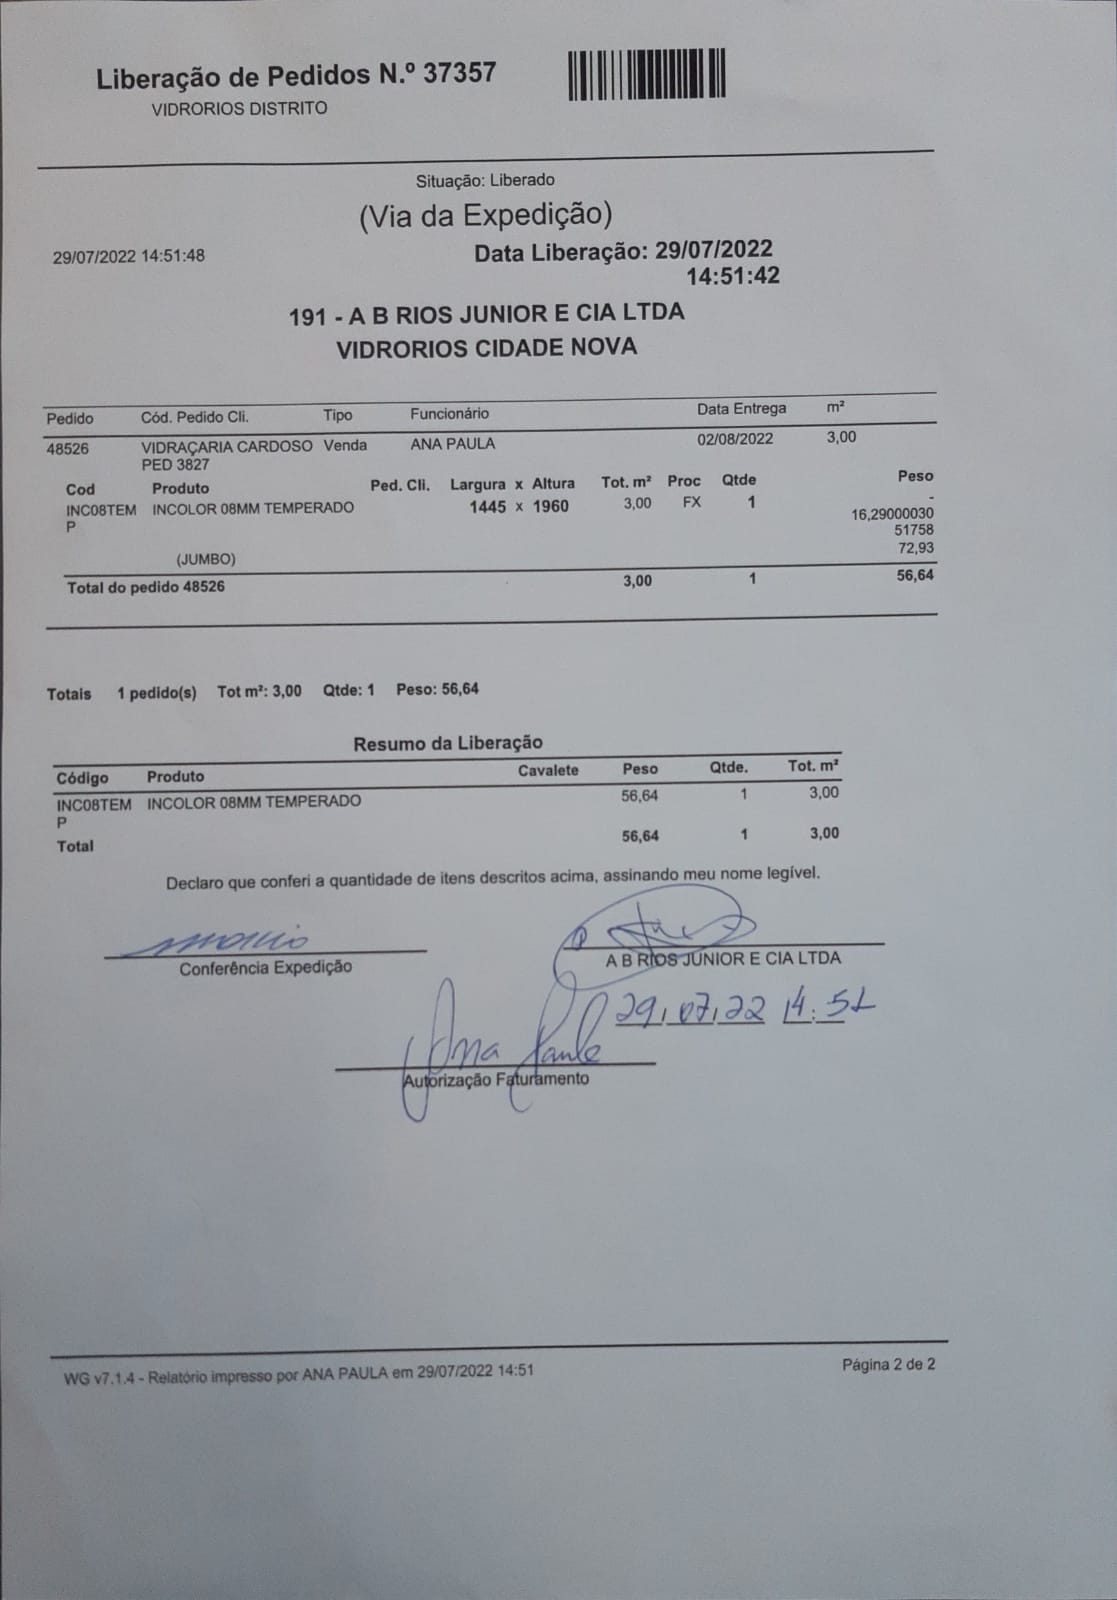 Liberação de Pedidos N.º 37357
VIDRORIOS DISTRITO
Situação: Liberado
(Via da Expedição)
29/07/2022 14:51:48 Data Liberação: 29/07/2022
14:51:42
191 - A B RIOS JUNIOR E CIA LTDA
VIDRORIOS CIDADE NOVA
Pedido Cód. Pedido Cli. Tipo Funcionário Data Entrega m²
48526 VIDRAÇARIA CARDOSO Venda ANA PAULA 02/08/2022 3,00
PED 3827
Cod Produto Ped. Cli. Largura x Altura Tot. m² Proc Qtde Peso
INC08TEM INCOLOR 08MM TEMPERADO 1445 x 1960 3,00 FX 1 -
P 16,29000030
51758
(JUMBO) 72,93
Total do pedido 48526 3,00 1 56,64
Totais 1 pedido(s) Tot m²: 3,00 Qtde: 1 Peso: 56,64
Resumo da Liberação
Código Produto Cavalete Peso Qtde. Tot. m²
INC08TEM INCOLOR 08MM TEMPERADO 56,64 1 3,00
P
Total 56,64 1 3,00
Declaro que conferi a quantidade de itens descritos acima, assinando meu nome legível.
Conferência Expedição A B RIOS JUNIOR E CIA LTDA
29/07/22 14:51
Ana Paula
Autorização Faturamento
WG v7.1.4 - Relatório impresso por ANA PAULA em 29/07/2022 14:51 Página 2 de 2